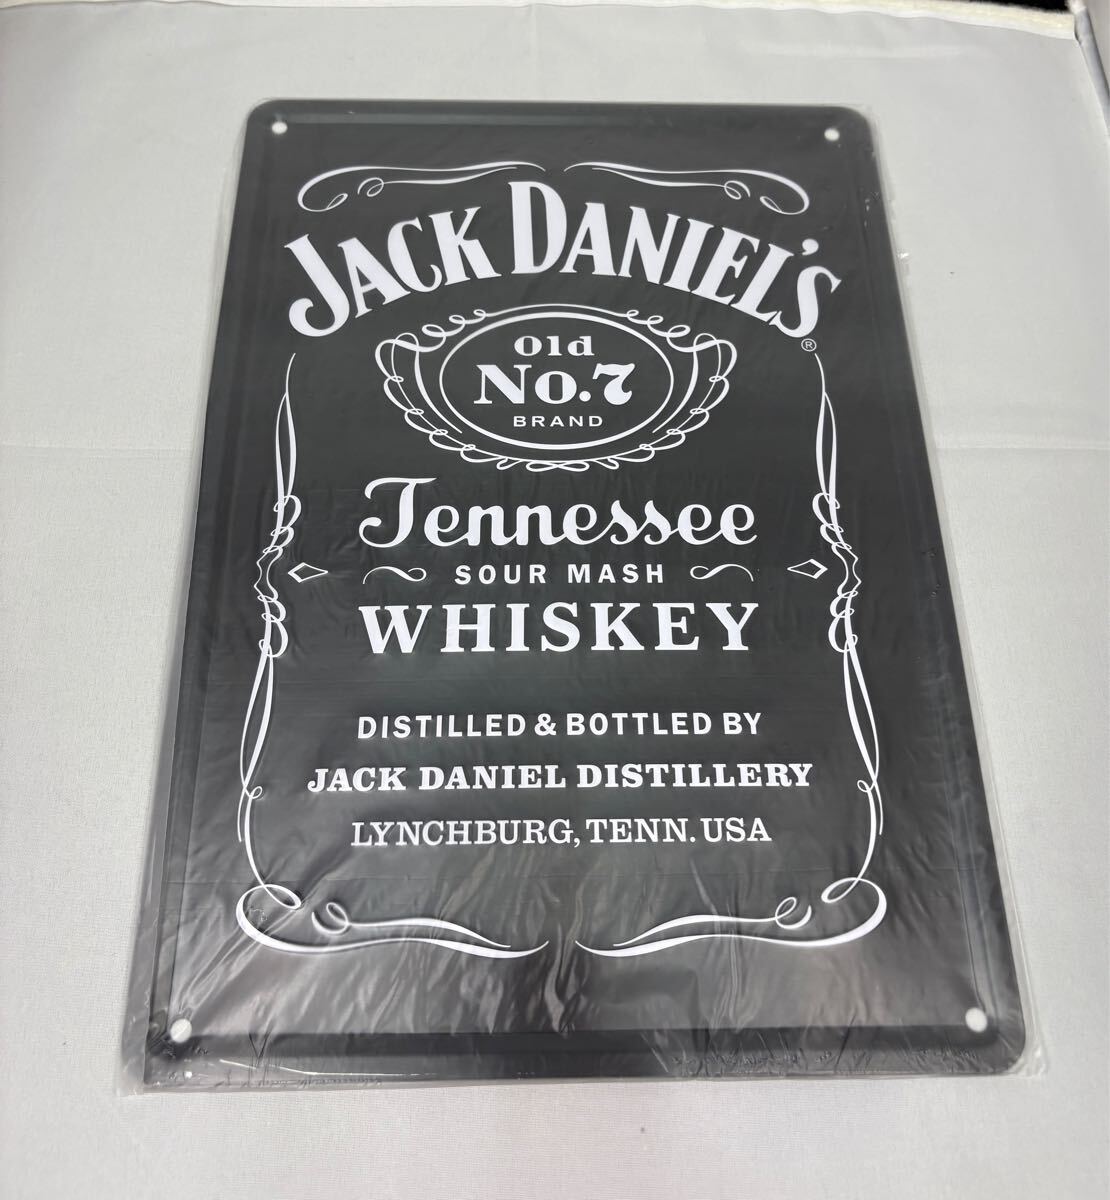 JACK DANIEL'S
®
Old
No.7
BRAND
Tennessee
SOUR MASH
WHISKEY
DISTILLED & BOTTLED BY
JACK DANIEL DISTILLERY
LYNCHBURG, TENN. USA